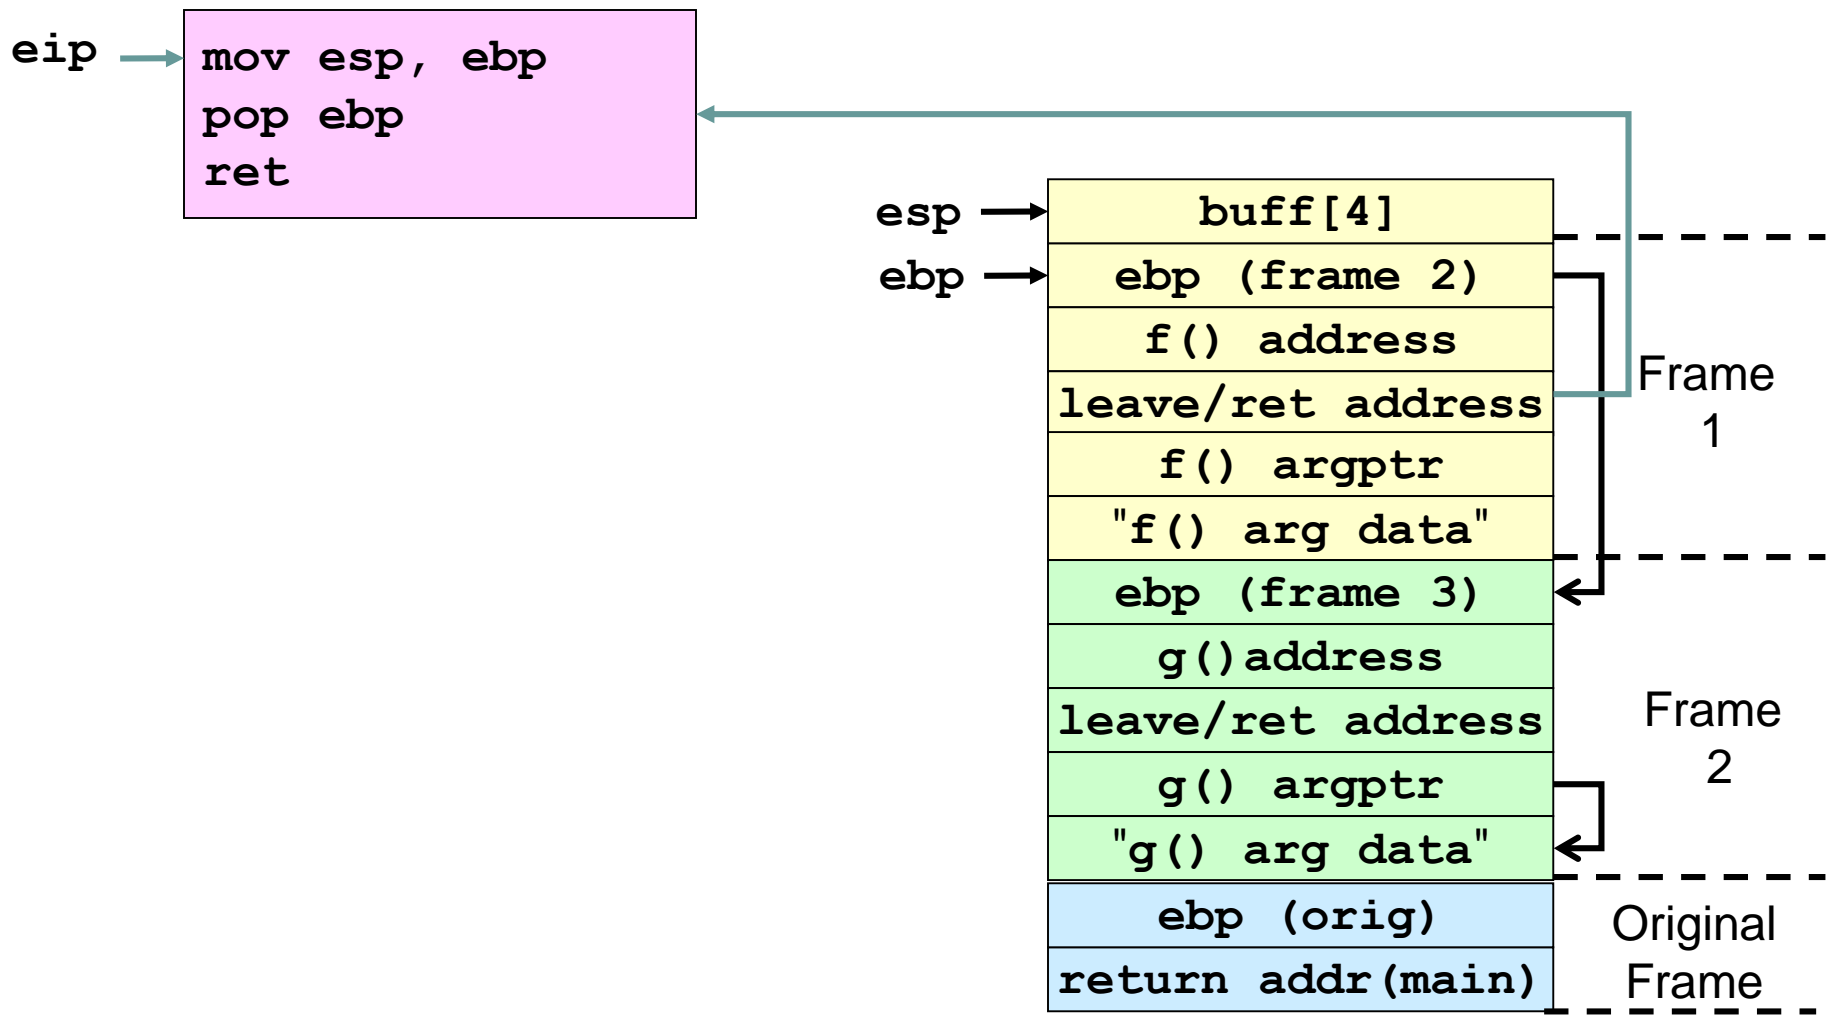 eip
mov esp, ebp
pop ebp
ret
esp
buff[4]
ebp
ebp (frame 2)
f() address
leave/ret address
f() argptr
"f() arg data"
Frame
1
ebp (frame 3)
g()address
leave/ret address
g() argptr
"g() arg data"
Frame
2
ebp (orig)
return addr(main)
Original
Frame